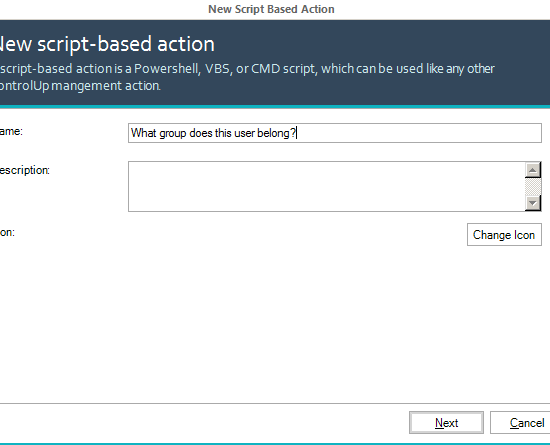 New Script Based Action
New script-based action
script-based action is a Powershell, VBS, or CMD script, which can be used like any other
ontrolUp mangement action.
ame:
What group does this user belong?
escription:
on:
Change Icon
Next
Cancel